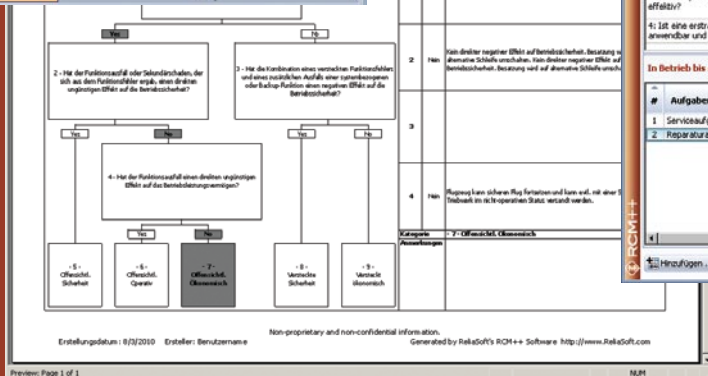 effektiv?
4: Ist eine erstra
anwendbar und
In Betrieb bis
# Aufgaben
1 Serviceaufg
2 Reparatura
RCM++
Hinzufügen
Yes
No
2 - Hat der Funktionsausfall oder Sekundärschaden, der
sich aus dem Funktionsfehler ergab, einen direkten
ungünstigen Effekt auf die Betriebssicherheit?
3 - Hat die Kombination eines versteckten Funktionsfehlers
und eines zusätzlichen Ausfalls einer systembezogenen
oder Backup-Funktion einen negativen Effekt auf die
Betriebssicherheit?
Yes
No
Yes
No
4 - Hat der Funktionsausfall einen direkten ungünstigen
Effekt auf das Betriebsleistungsvermögen?
Yes
No
- 5 -
Offensichtl.
Sicherheit
- 6 -
Offensichtl.
Operativ
- 7 -
Offensichtl.
Ökonomisch
- 8 -
Versteckte
Sicherheit
- 9 -
Versteckt
ökonomisch
2 Nein Kein direkter negativer Effekt auf Betriebssicherheit. Besatzung w
alternative Schleife umschalten. Kein direkter negativer Effekt auf
Betriebssicherheit. Besatzung wird auf alternative Schleife umsch
3
4 Nein Flugzeug kann sicheren Flug fortsetzen und kann evtl. mit einer S
Triebwerk im nicht-operativen Status versandt werden.
Kategorie - 7 - Offensichtl. Ökonomisch
Anmerkungen
Non-proprietary and non-confidential information.
Erstellungsdatum : 8/3/2010 Ersteller: Benutzername Generated by ReliaSoft's RCM++ Software http://www.ReliaSoft.com
Preview: Page 1 of 1 NUM